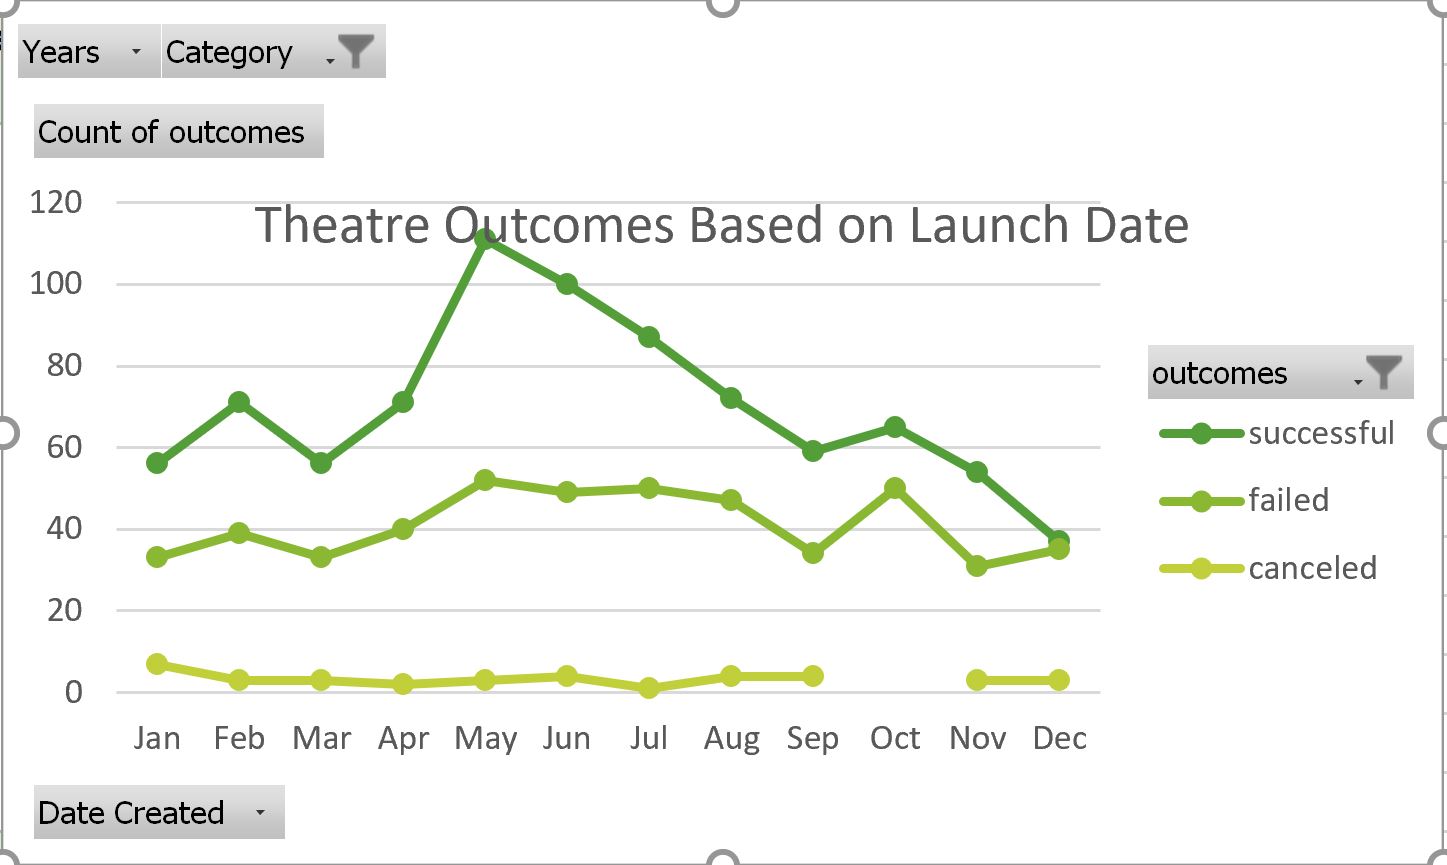 Years Category
Count of outcomes
Theatre Outcomes Based on Launch Date
120
100
80
60
40
20
0
Jan Feb Mar Apr May Jun Jul Aug Sep Oct Nov Dec
outcomes
successful
failed
canceled
Date Created